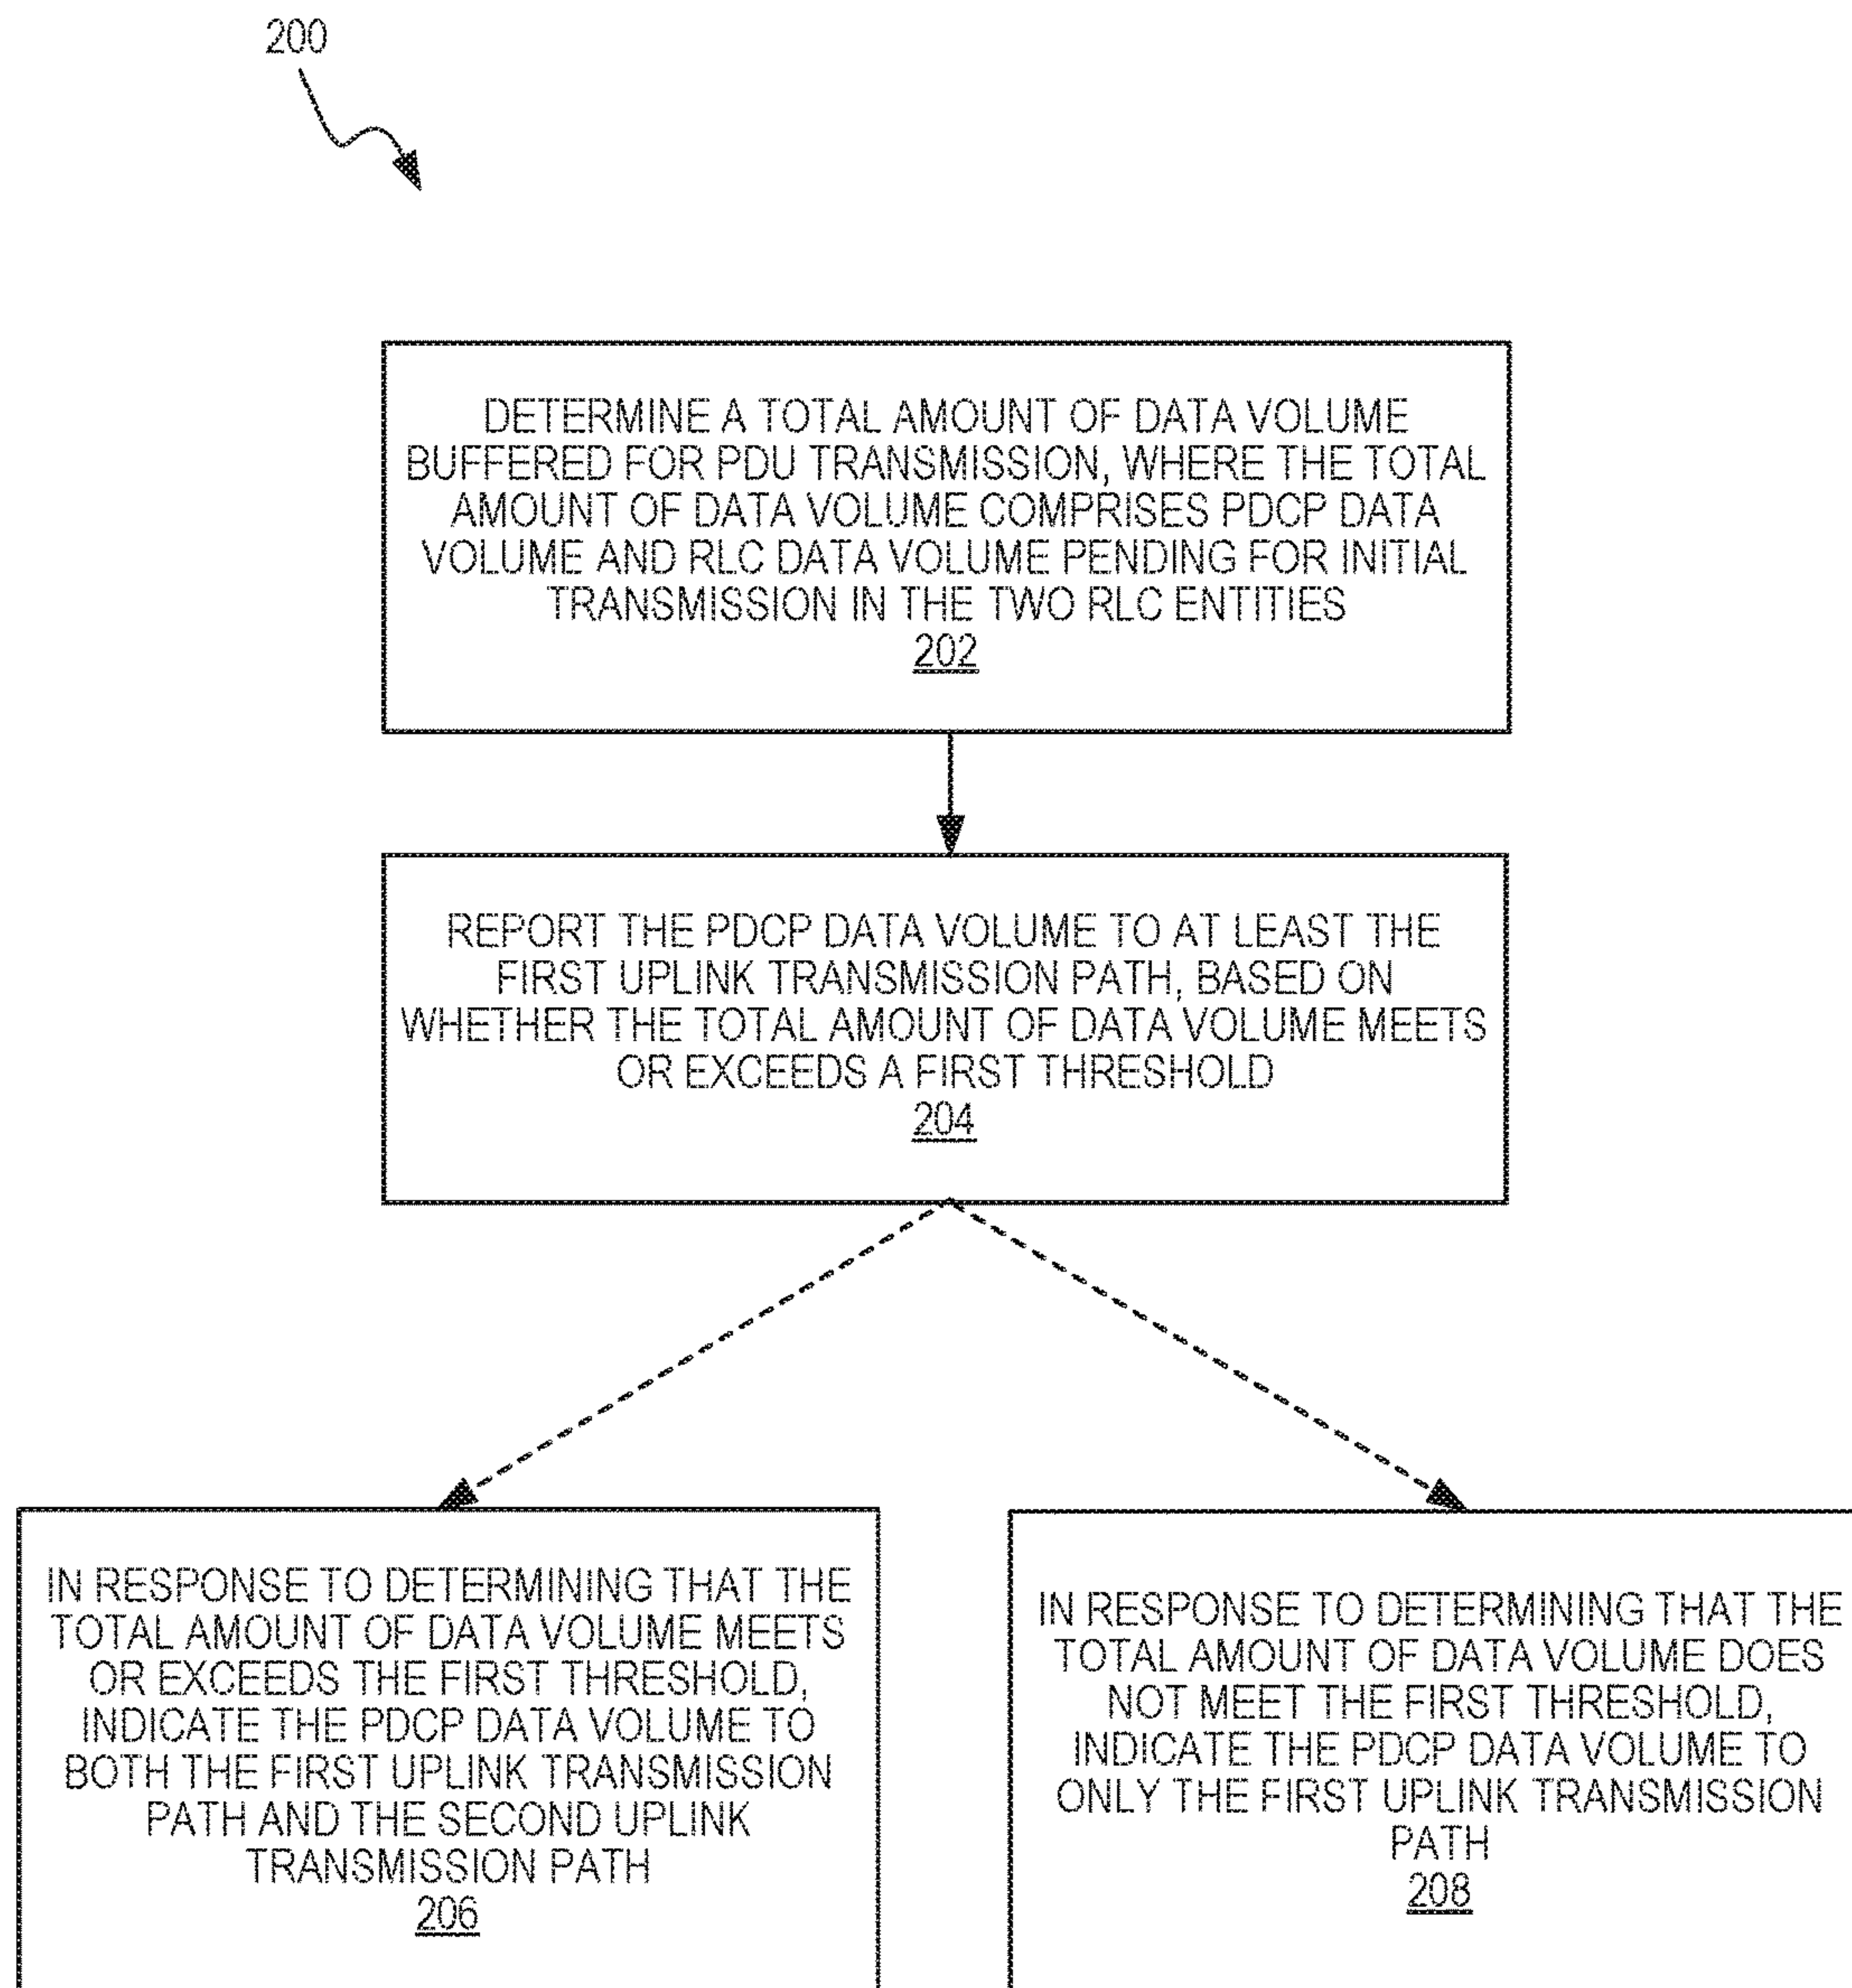 200
DETERMINE A TOTAL AMOUNT OF DATA VOLUME
BUFFERED FOR PDU TRANSMISSION, WHERE THE TOTAL
AMOUNT OF DATA VOLUME COMPRISES PDCP DATA
VOLUME AND RLC DATA VOLUME PENDING FOR INITIAL
TRANSMISSION IN THE TWO RLC ENTITIES
202
REPORT THE PDCP DATA VOLUME TO AT LEAST THE
FIRST UPLINK TRANSMISSION PATH, BASED ON
WHETHER THE TOTAL AMOUNT OF DATA VOLUME MEETS
OR EXCEEDS A FIRST THRESHOLD
204
IN RESPONSE TO DETERMINING THAT THE
TOTAL AMOUNT OF DATA VOLUME MEETS
OR EXCEEDS THE FIRST THRESHOLD,
INDICATE THE PDCP DATA VOLUME TO
BOTH THE FIRST UPLINK TRANSMISSION
PATH AND THE SECOND UPLINK
TRANSMISSION PATH
206
IN RESPONSE TO DETERMINING THAT THE
TOTAL AMOUNT OF DATA VOLUME DOES
NOT MEET THE FIRST THRESHOLD,
INDICATE THE PDCP DATA VOLUME TO
ONLY THE FIRST UPLINK TRANSMISSION
PATH
208